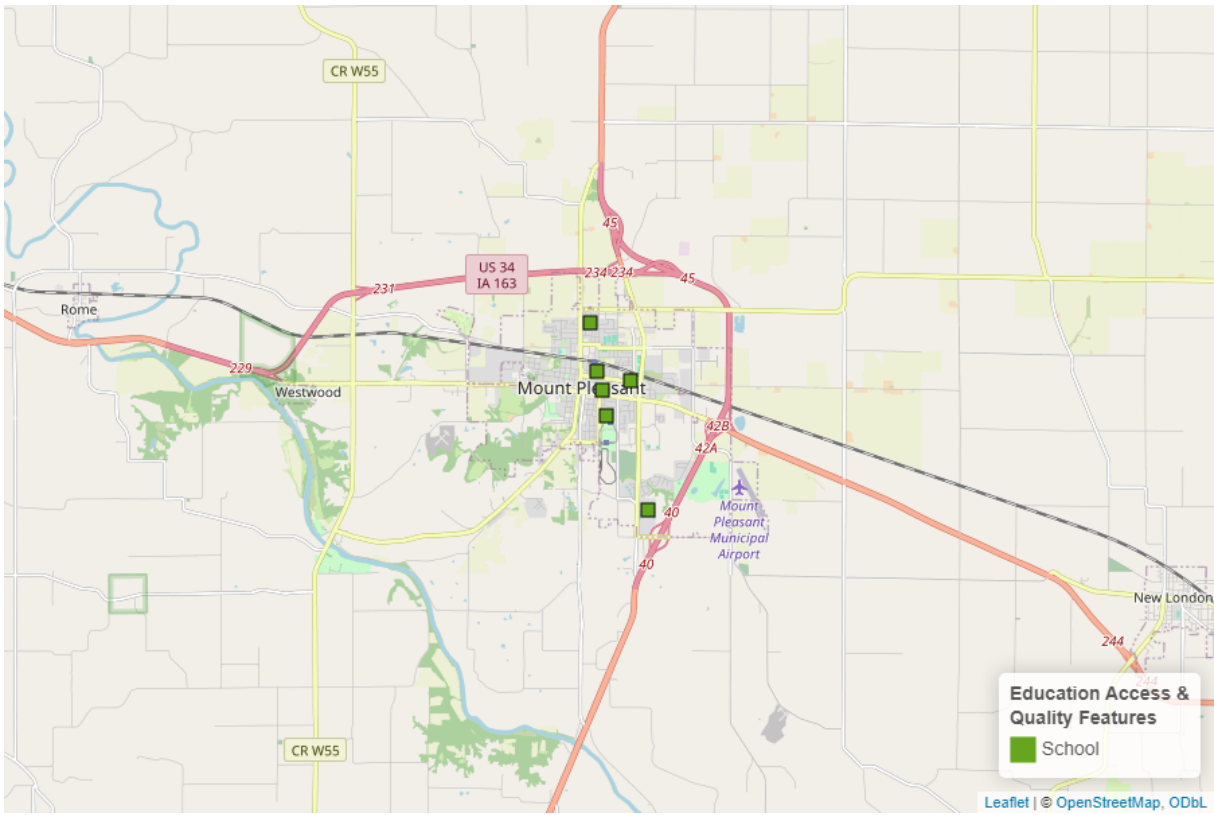 CR W55
45
US 34
IA 163
234 234
45
231
Rome
229
Westwood
Mount Pleasant
42B
42A
40
Mount
Pleasant
Municipal
Airport
40
New London
244
244
Education Access &
Quality Features
School
CR W55
Leaflet | © OpenStreetMap, ODbL